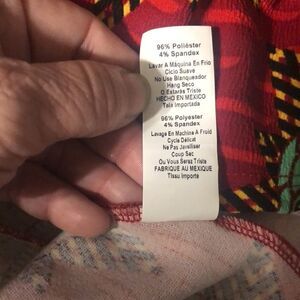 96% Poliéster
4% Spandex
Lavar A Máquina En Frío
Ciclo Suave
No Use Blanqueador
Hang Seco
O Estarás Triste
HECHO EN MEXICO
Tela Importada
96% Polyester
4% Spandex
Lavage En Machine A Froid
Cycle Délicat
Ne Pas Javelliser
Coup Sec
Ou Vous Serez Triste
FABRIQUE AU MEXIQUE
Tissu Importé